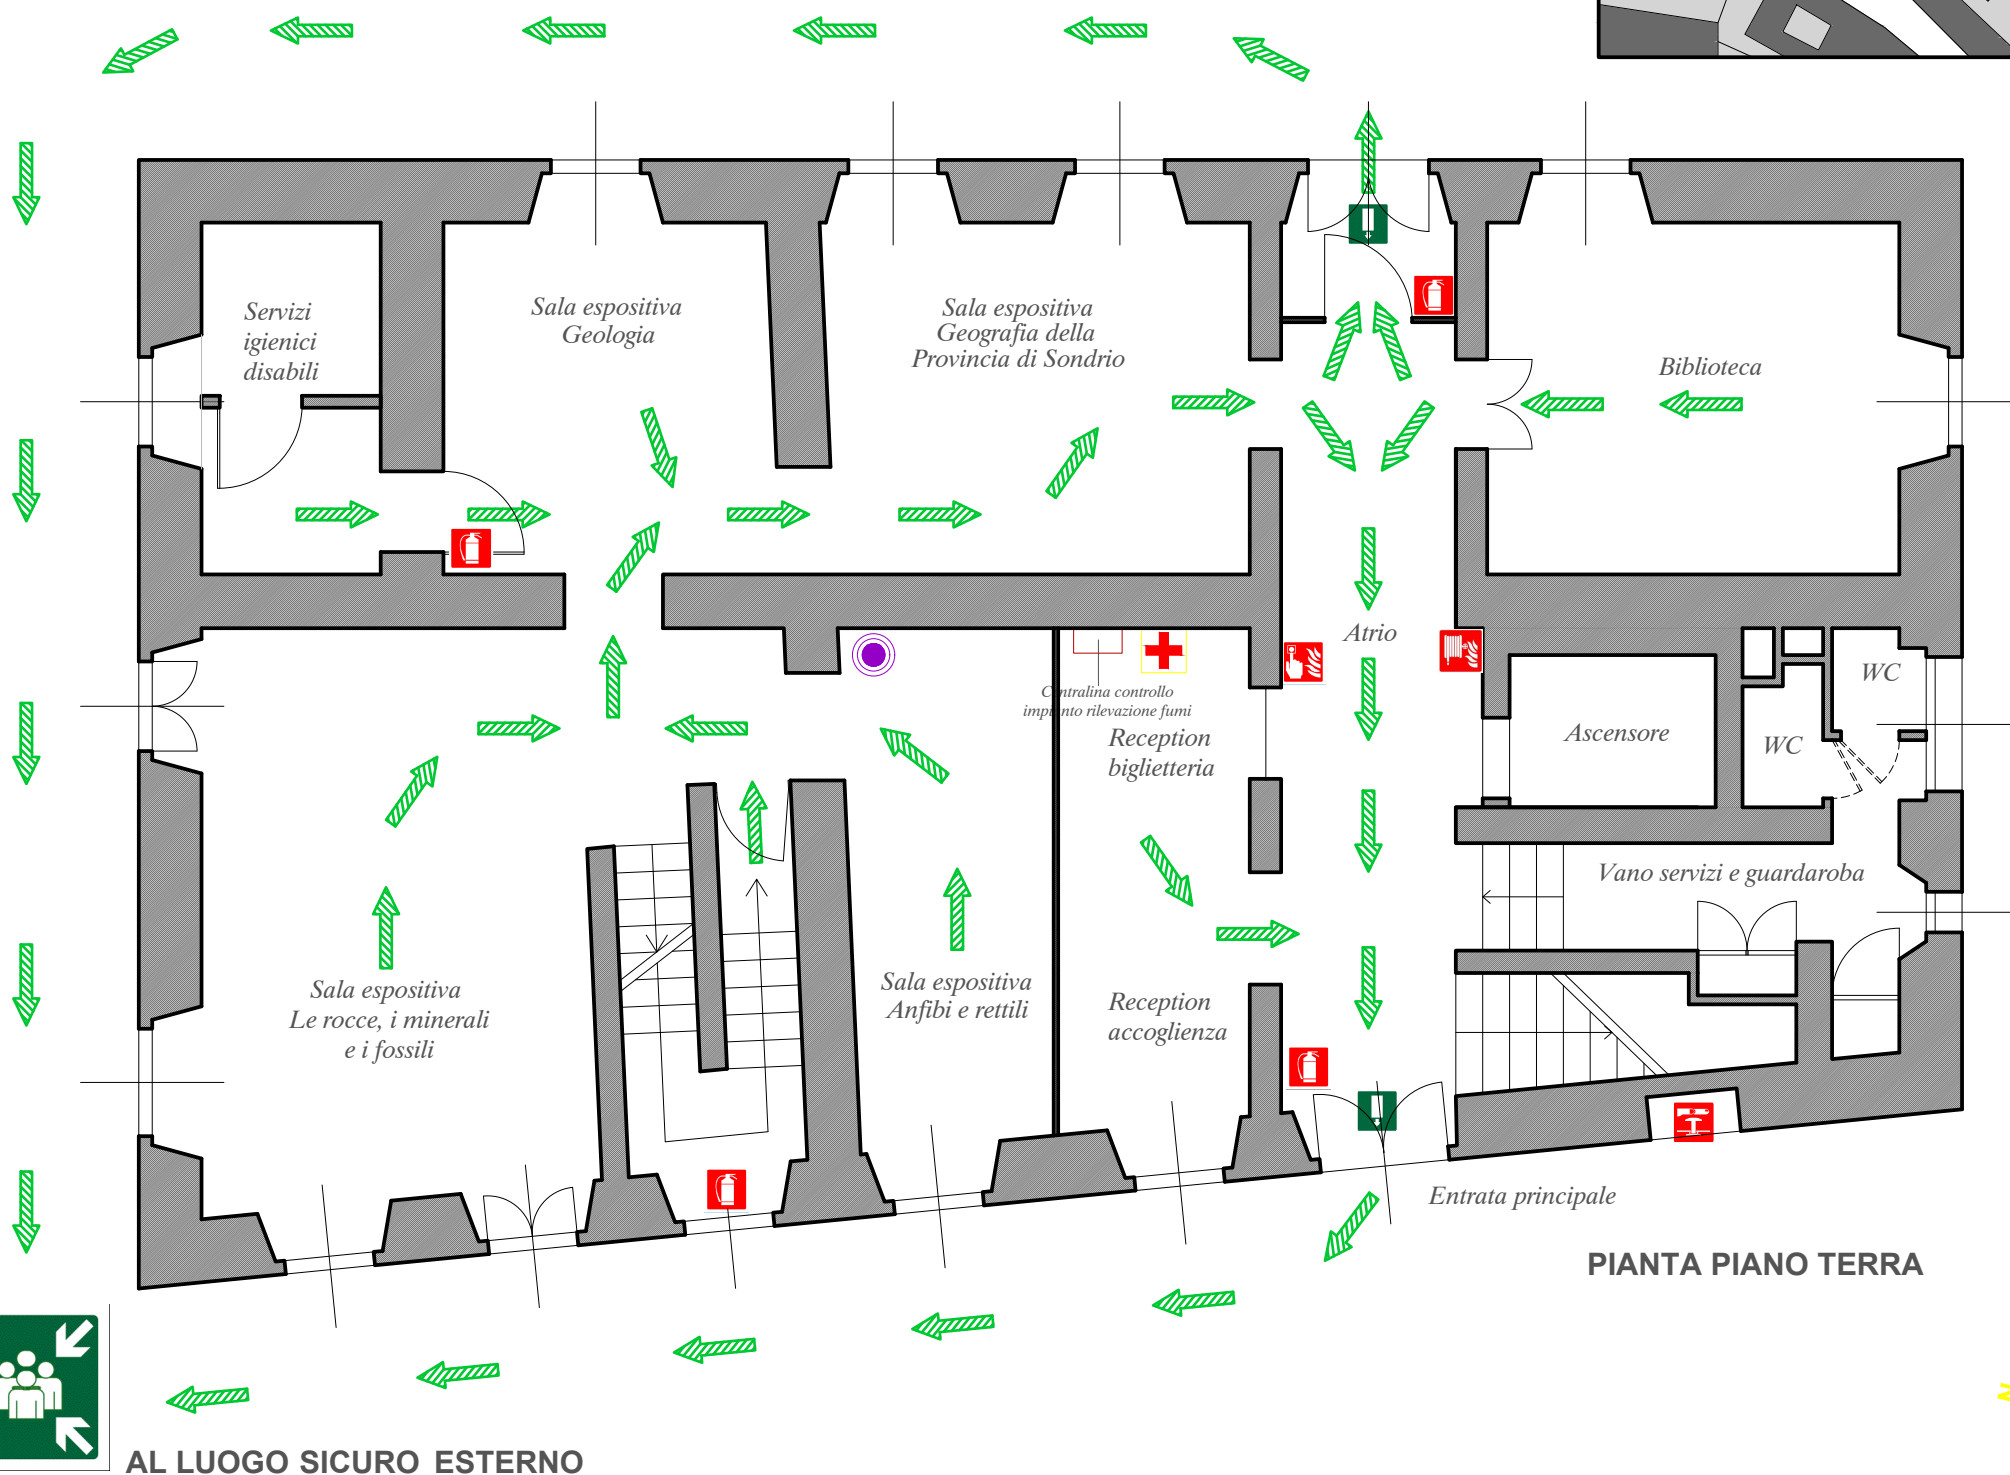 Servizi
igienici
disabili
Sala espositiva
Geologia
Sala espositiva
Geografia della
Provincia di Sondrio
Biblioteca
Atrio
Centralina controllo
impianto rilevazione fumi
Reception
biglietteria
Ascensore
WC
WC
Vano servizi e guardaroba
Sala espositiva
Le rocce, i minerali
e i fossili
Sala espositiva
Anfibi e rettili
Reception
accoglienza
Entrata principale
PIANTA PIANO TERRA
AL LUOGO SICURO ESTERNO